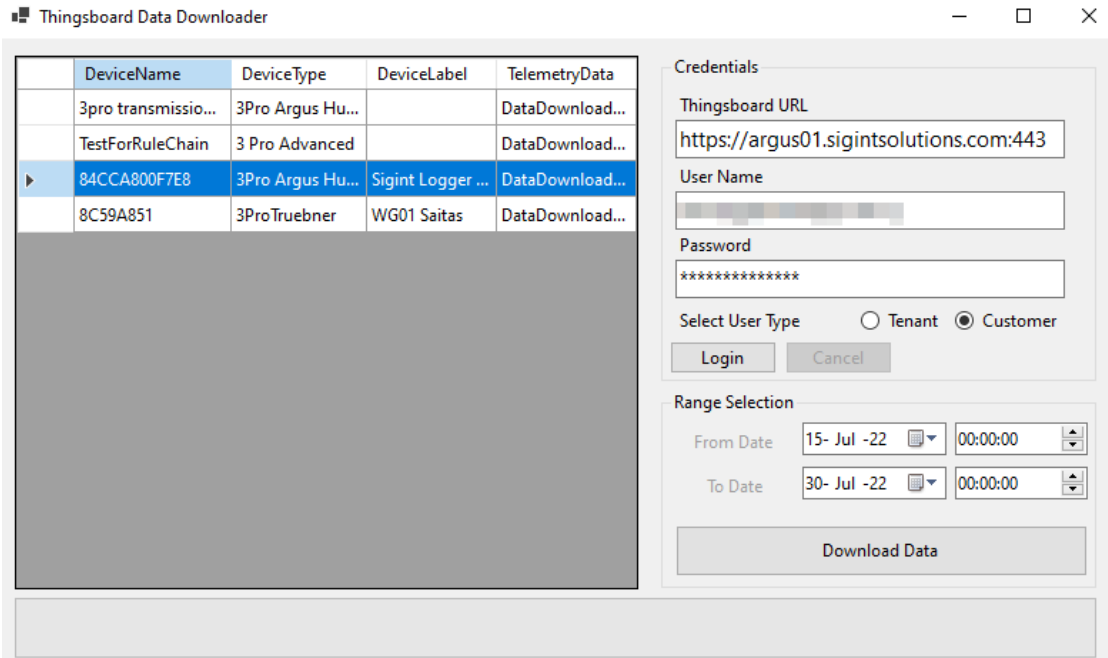 Thingsboard Data Downloader
DeviceName DeviceType DeviceLabel TelemetryData
3pro transmissio... 3Pro Argus Hu... DataDownload...
TestForRuleChain 3 Pro Advanced DataDownload...
84CCA800F7E8 3Pro Argus Hu... Sigint Logger ... DataDownload...
8C59A851 3ProTruebner WG01 Saitas DataDownload...
Credentials
Thingsboard URL
https://argus01.sigintsolutions.com:443
User Name
Password
**************
Select User Type Tenant Customer
Login Cancel
Range Selection
From Date 15- Jul -22 00:00:00
To Date 30- Jul -22 00:00:00
Download Data